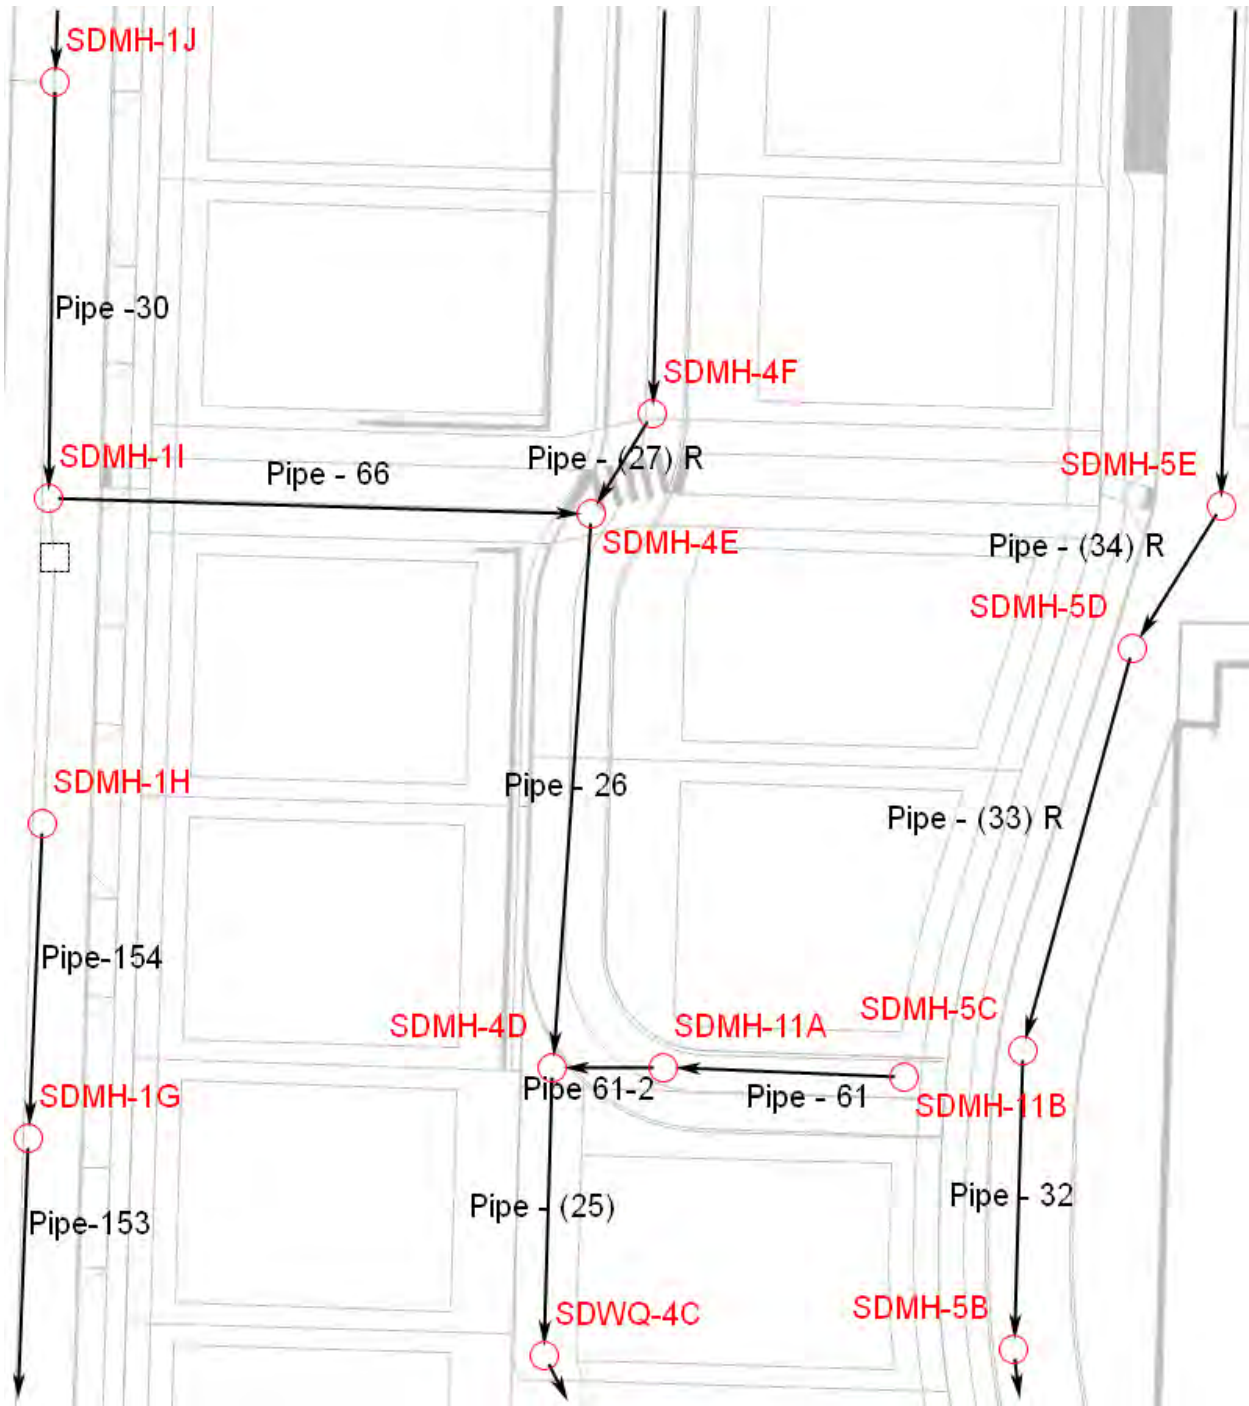 SDMH-1J
Pipe -30
SDMH-4F
SDMH-1I
Pipe - 66
Pipe - (27) R
SDMH-5E
SDMH-4E
Pipe - (34) R
SDMH-5D
SDMH-1H
Pipe - 26
Pipe - (33) R
Pipe-154
SDMH-4D
SDMH-11A
SDMH-5C
SDMH-1G
Pipe 61-2
Pipe - 61
SDMH-11B
Pipe-153
Pipe - (25)
Pipe - 32
SDWQ-4C
SDMH-5B